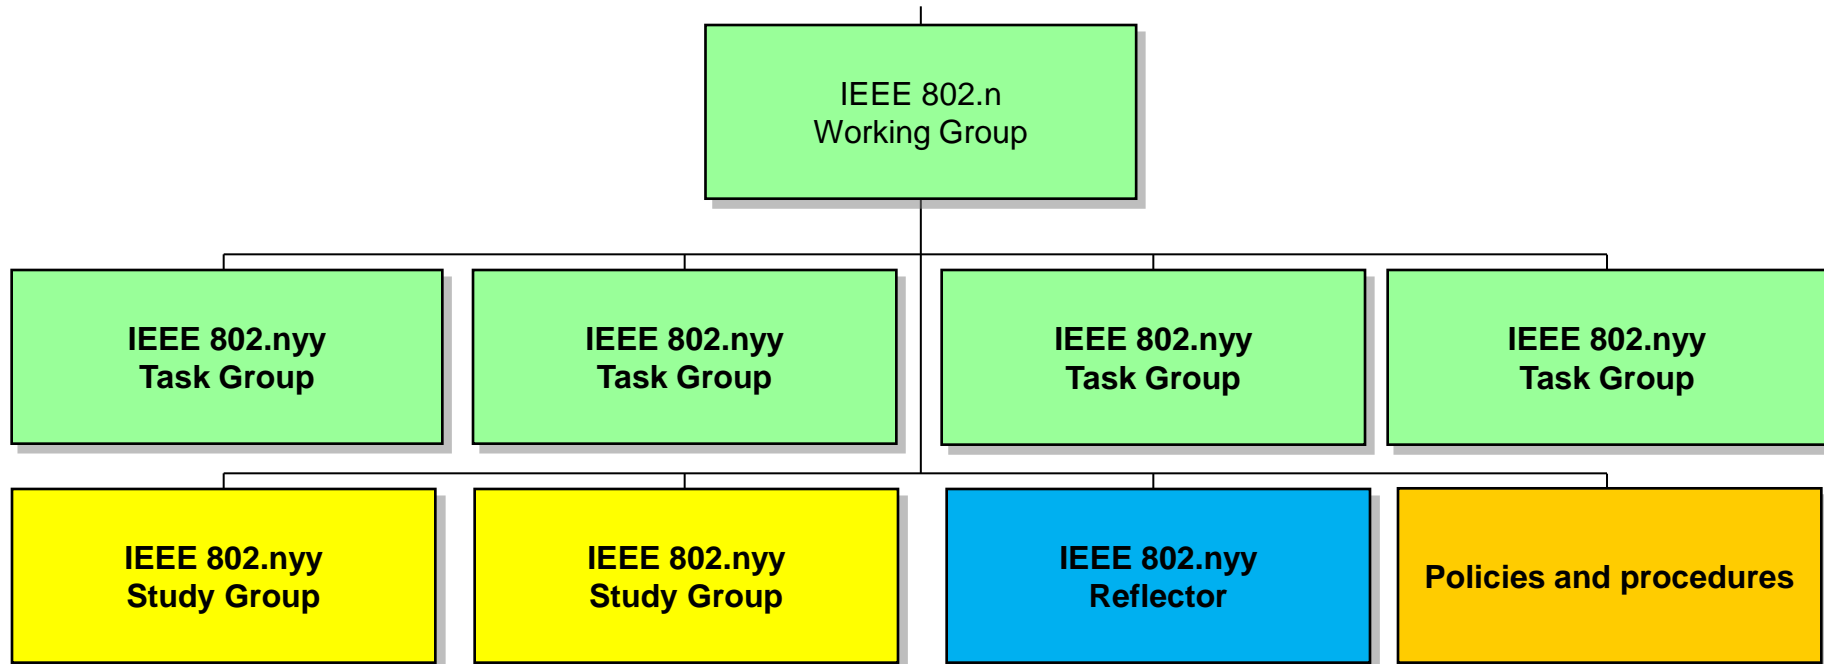 IEEE 802.n
Working Group
IEEE 802.nyy
Task Group
IEEE 802.nyy
Task Group
IEEE 802.nyy
Task Group
IEEE 802.nyy
Task Group
IEEE 802.nyy
Study Group
IEEE 802.nyy
Study Group
IEEE 802.nyy
Reflector
Policies and procedures